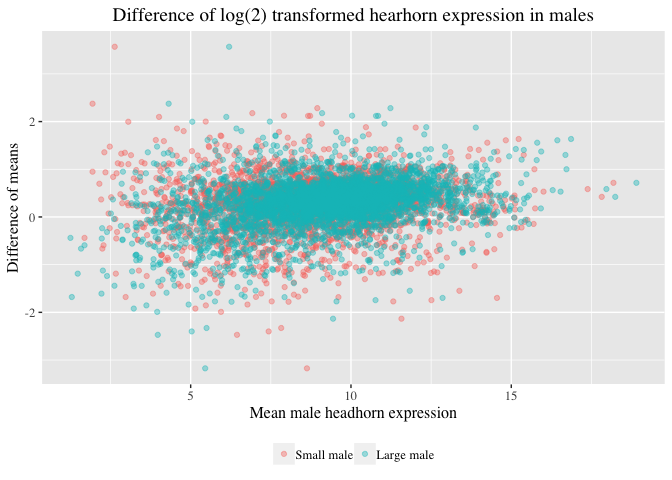 Difference of log(2) transformed hearhorn expression in males
Difference of means
2
0
-2
5 10 15
Mean male headhorn expression
Small male Large male